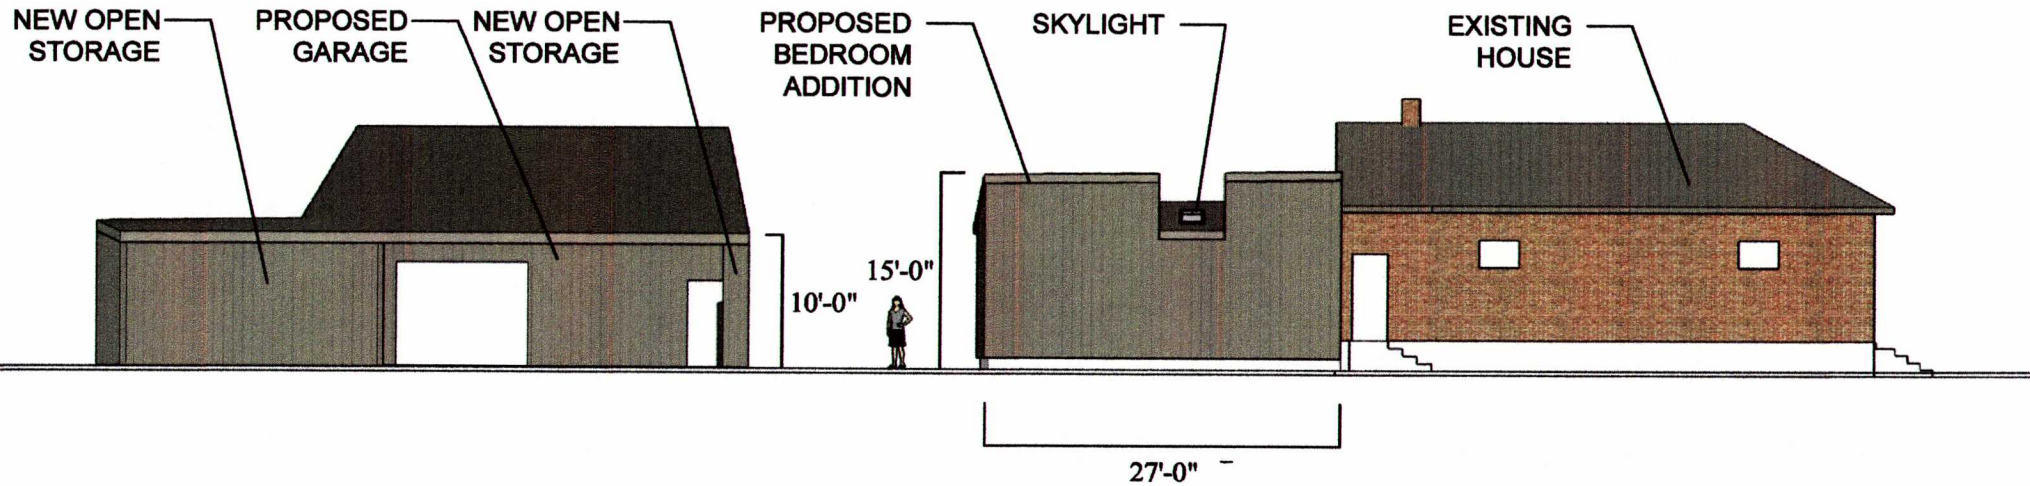 NEW OPEN
STORAGE
PROPOSED
GARAGE
NEW OPEN
STORAGE
PROPOSED
BEDROOM
ADDITION
SKYLIGHT
EXISTING
HOUSE
15'-0"
10'-0"
27'-0"